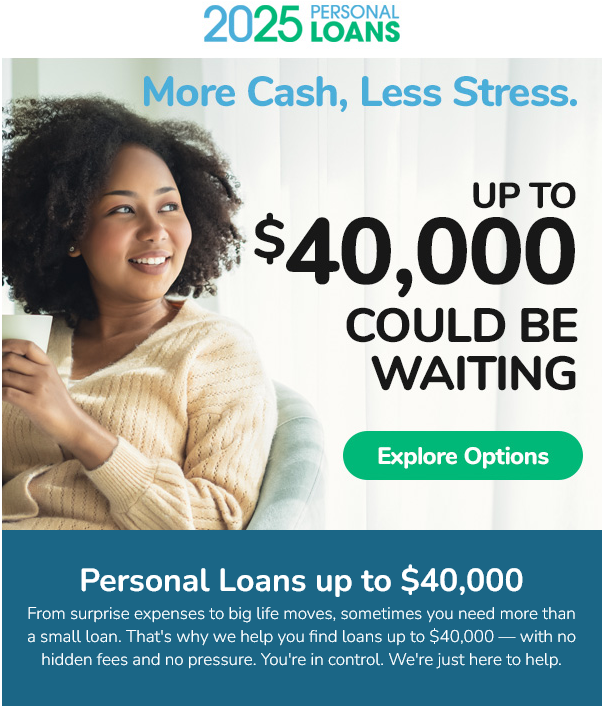 2025 PERSONAL LOANS
More Cash, Less Stress.
UP TO
$40,000
COULD BE
WAITING
Explore Options
Personal Loans up to $40,000
From surprise expenses to big life moves, sometimes you need more than
a small loan. That's why we help you find loans up to $40,000 — with no
hidden fees and no pressure. You're in control. We're just here to help.